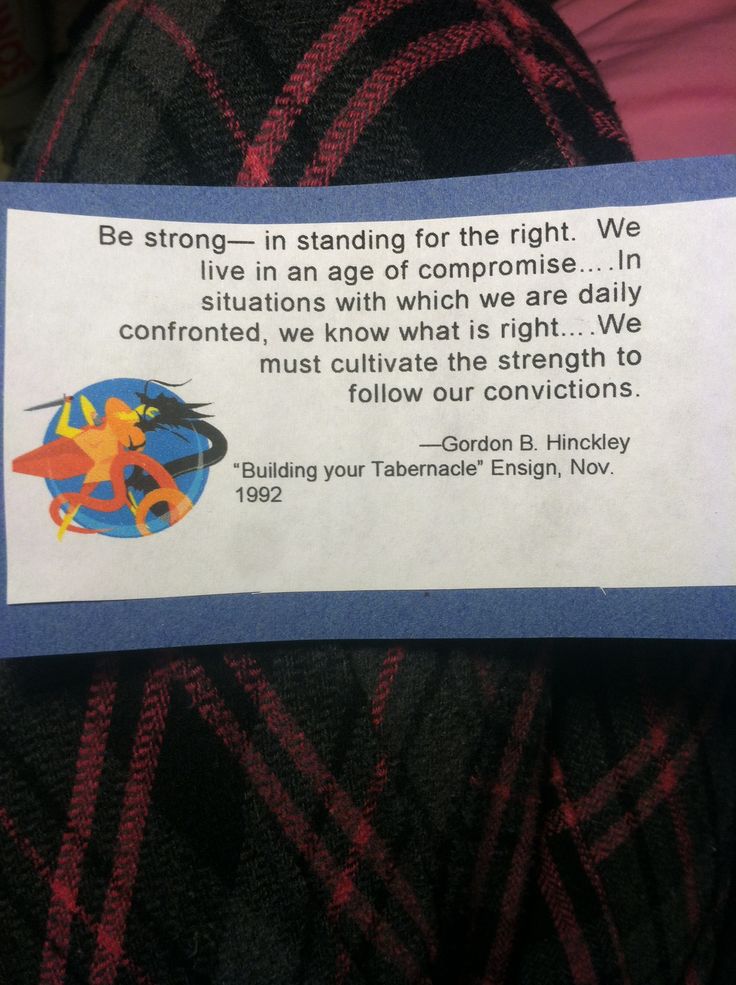 Be strong— in standing for the right.  We
live in an age of compromise….In
situations with which we are daily
confronted, we know what is right….We
must cultivate the strength to
follow our convictions.
—Gordon B. Hinckley
“Building your Tabernacle” Ensign, Nov.
1992